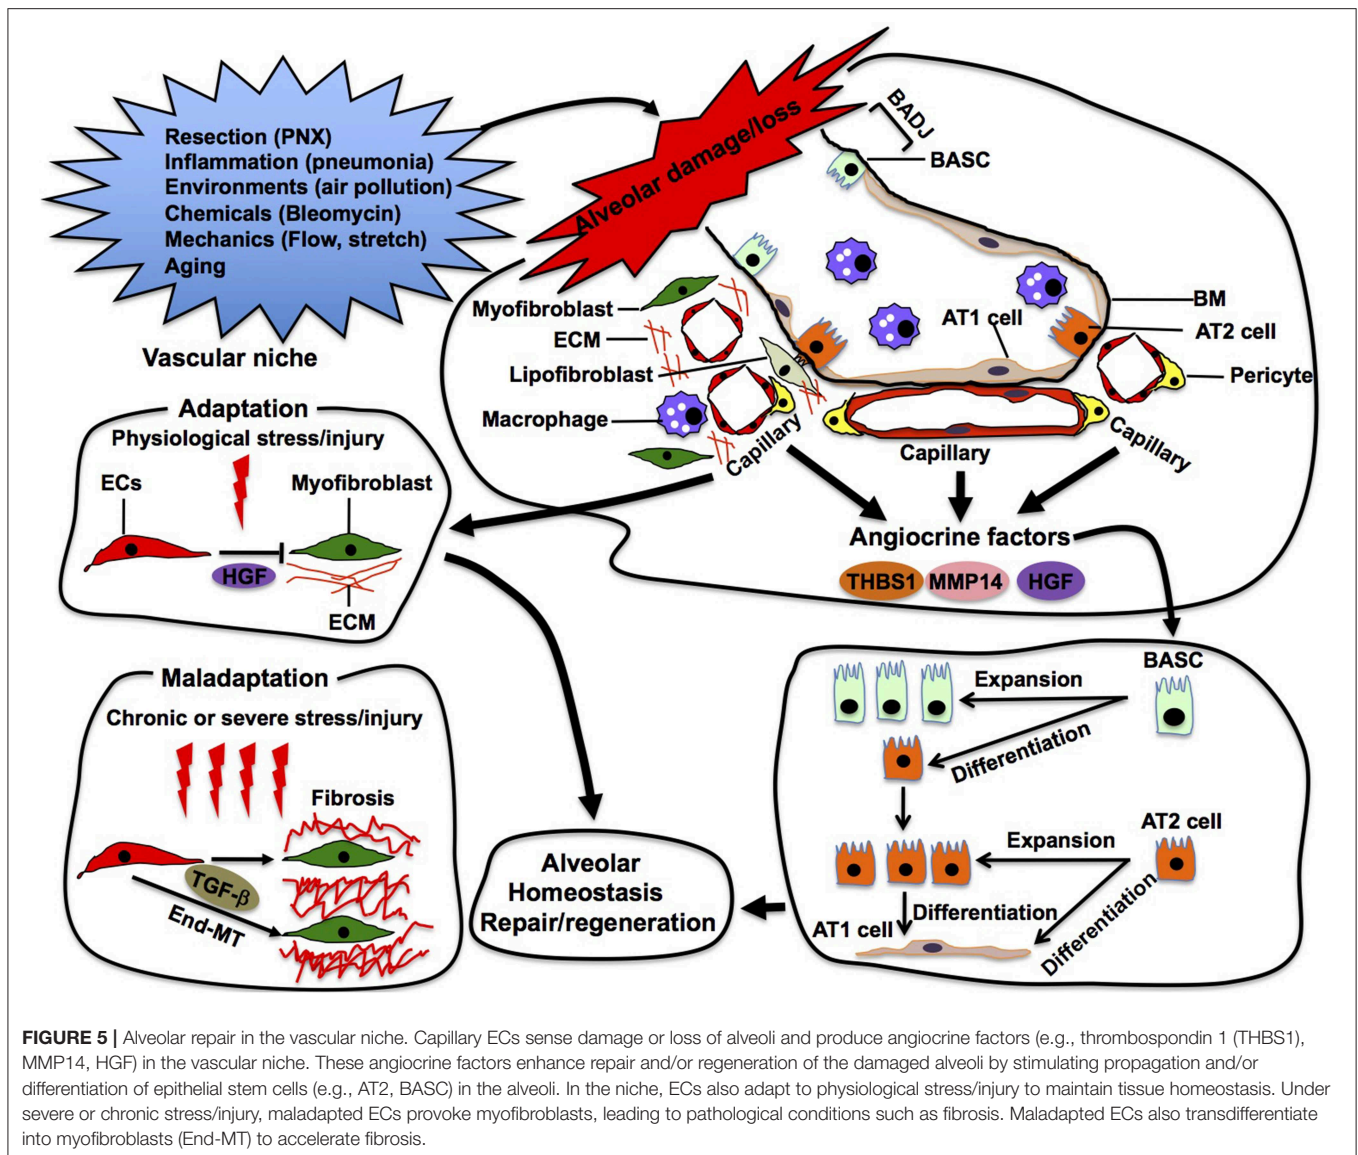 Resection (PNX)
Inflammation (pneumonia)
Environments (air pollution)
Chemicals (Bleomycin)
Mechanics (Flow, stretch)
Aging
Alveolar damage/loss
BADJ
BASC
Myofibroblast
ECM
Lipofibroblast
Macrophage
AT1 cell
BM
AT2 cell
Pericyte
Capillary
Capillary
Capillary
Vascular niche
Adaptation
Physiological stress/injury
ECs
Myofibroblast
HGF
ECM
Angiocrine factors
THBS1
MMP14
HGF
Maladaptation
Chronic or severe stress/injury
Fibrosis
TGF-β
End-MT
Alveolar
Homeostasis
Repair/regeneration
BASC
Expansion
Differentiation
AT2 cell
Expansion
Differentiation
Differentiation
AT1 cell
FIGURE 5 | Alveolar repair in the vascular niche. Capillary ECs sense damage or loss of alveoli and produce angiocrine factors (e.g., thrombospondin 1 (THBS1),
MMP14, HGF) in the vascular niche. These angiocrine factors enhance repair and/or regeneration of the damaged alveoli by stimulating propagation and/or
differentiation of epithelial stem cells (e.g., AT2, BASC) in the alveoli. In the niche, ECs also adapt to physiological stress/injury to maintain tissue homeostasis. Under
severe or chronic stress/injury, maladapted ECs provoke myofibroblasts, leading to pathological conditions such as fibrosis. Maladapted ECs also transdifferentiate
into myofibroblasts (End-MT) to accelerate fibrosis.